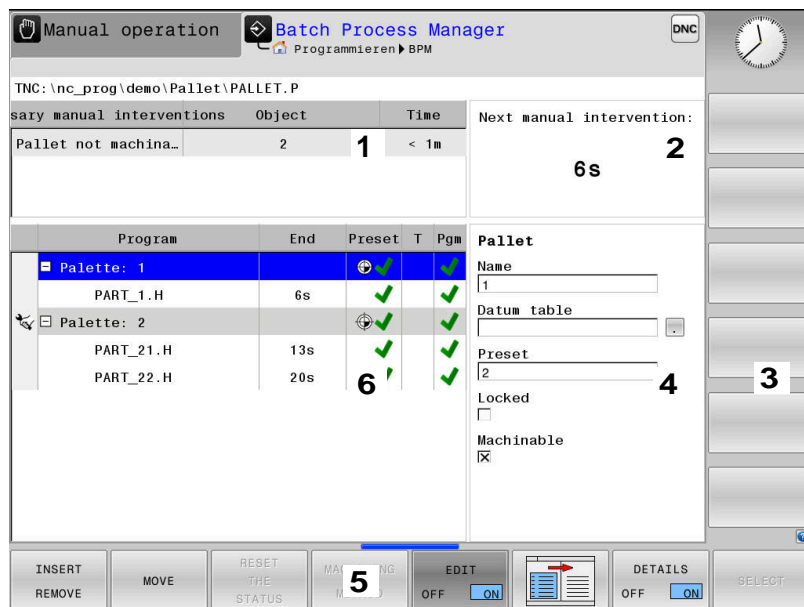 Manual operation
Batch Process Manager
Programmieren BPM
DNC
TNC:\nc_prog\demo\Pallet\PALLET.P
sary manual interventions Object Time
Pallet not machina… 2 < 1m
1
Next manual intervention:
2
6s
Program End Preset T Pgm
Palette: 1
PART_1.H 6s
Palette: 2
PART_21.H 13s
PART_22.H 20s
6
Pallet
Name
1
Datum table
.
Preset
2
4
Locked
Machinable
3
INSERT
REMOVE
MOVE
RESET
THE
STATUS
5
EDIT
OFF ON
DETAILS
OFF ON
SELECT